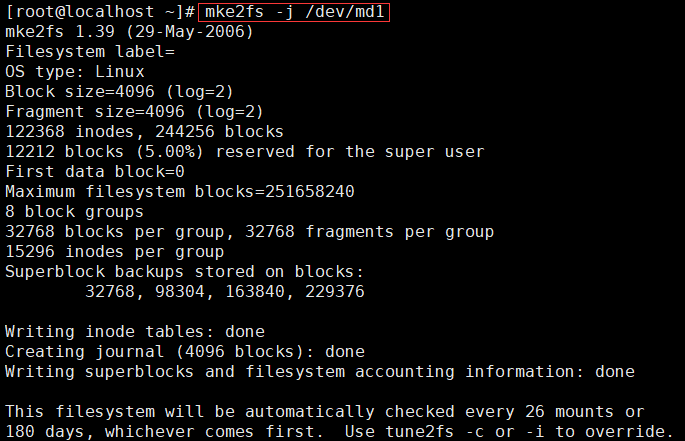 [root@localhost ~]# mke2fs -j /dev/md1
mke2fs 1.39 (29-May-2006)
Filesystem label=
OS type: Linux
Block size=4096 (log=2)
Fragment size=4096 (log=2)
122368 inodes, 244256 blocks
12212 blocks (5.00%) reserved for the super user
First data block=0
Maximum filesystem blocks=251658240
8 block groups
32768 blocks per group, 32768 fragments per group
15296 inodes per group
Superblock backups stored on blocks:
        32768, 98304, 163840, 229376

Writing inode tables: done
Creating journal (4096 blocks): done
Writing superblocks and filesystem accounting information: done

This filesystem will be automatically checked every 26 mounts or
180 days, whichever comes first.  Use tune2fs -c or -i to override.